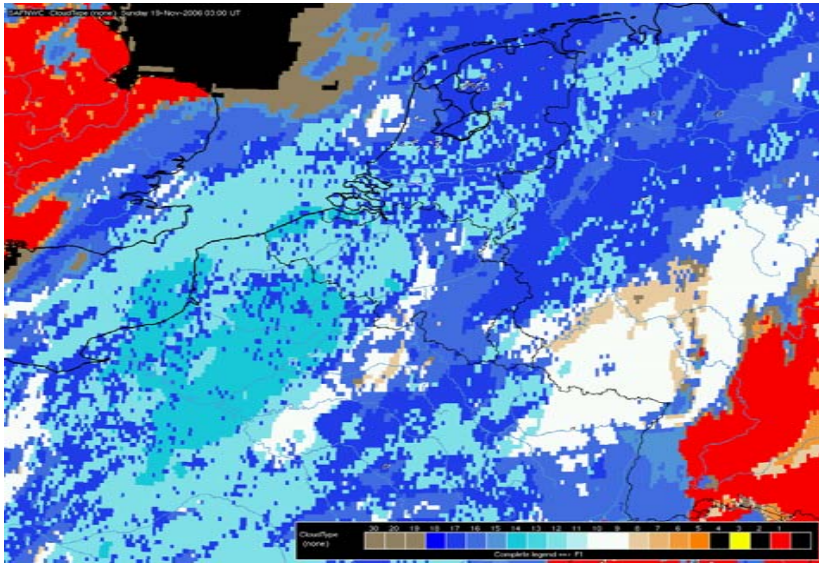 SAFNWC CloudType (none) Sunday 19-Nov-2006 03:00 UT
30 20 19 18 17 16 15 14 13 12 11 10 9 8 7 6 5 4 3 2 1
CloudType
(none)
Complete legend ==> F1